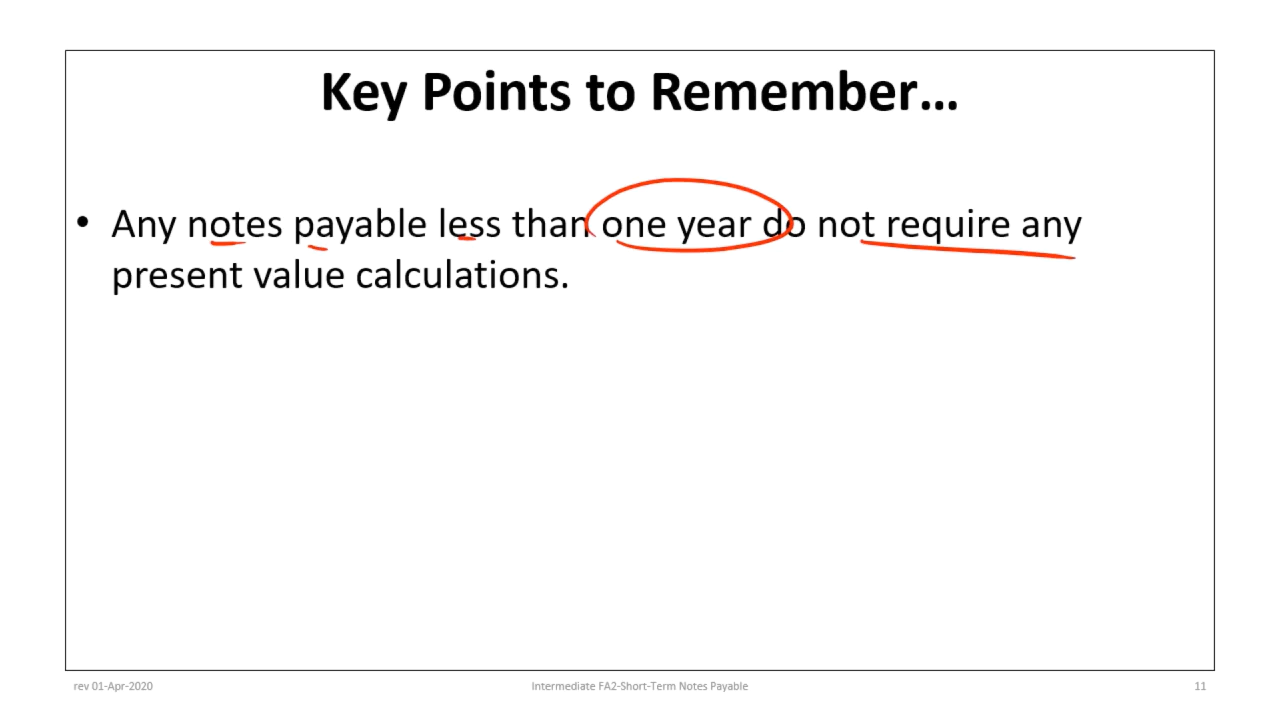 Key Points to Remember…
• Any notes payable less than one year do not require any
present value calculations.
rev 01-Apr-2020
Intermediate FA2-Short-Term Notes Payable
11